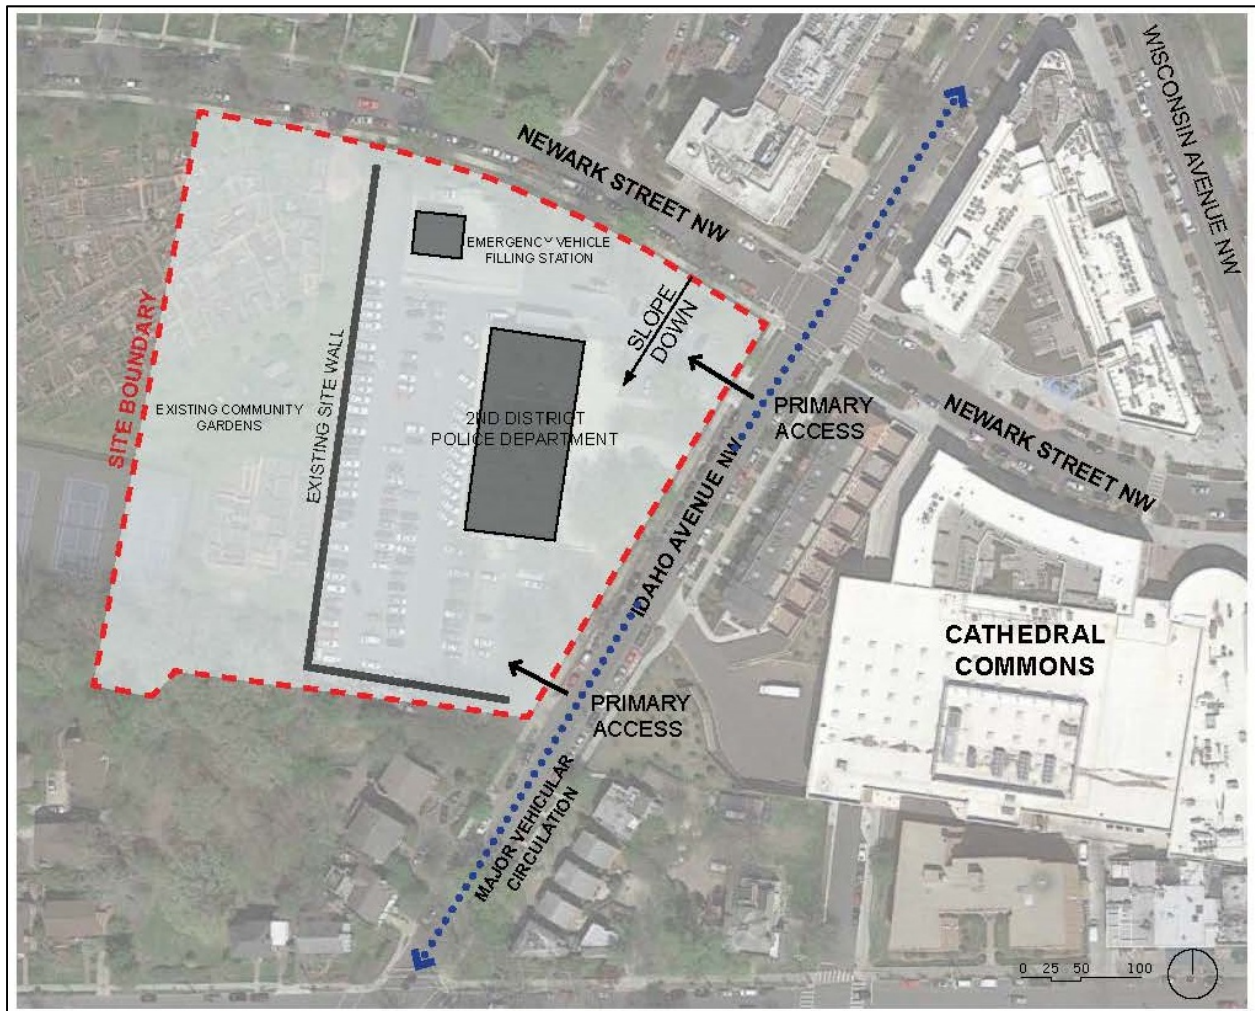 WISCONSIN AVENUE NW
NEWARK STREET NW
EMERGENCY VEHICLE
FILLING STATION
SLOPE
DOWN
SITE BOUNDARY
EXISTING SITE WALL
EXISTING COMMUNITY
GARDENS
2ND DISTRICT
POLICE DEPARTMENT
PRIMARY
ACCESS
NEWARK STREET NW
IDAHO AVENUE NW
CATHEDRAL
COMMONS
PRIMARY
ACCESS
MAJOR VEHICULAR
CIRCULATION
0 25 50 100